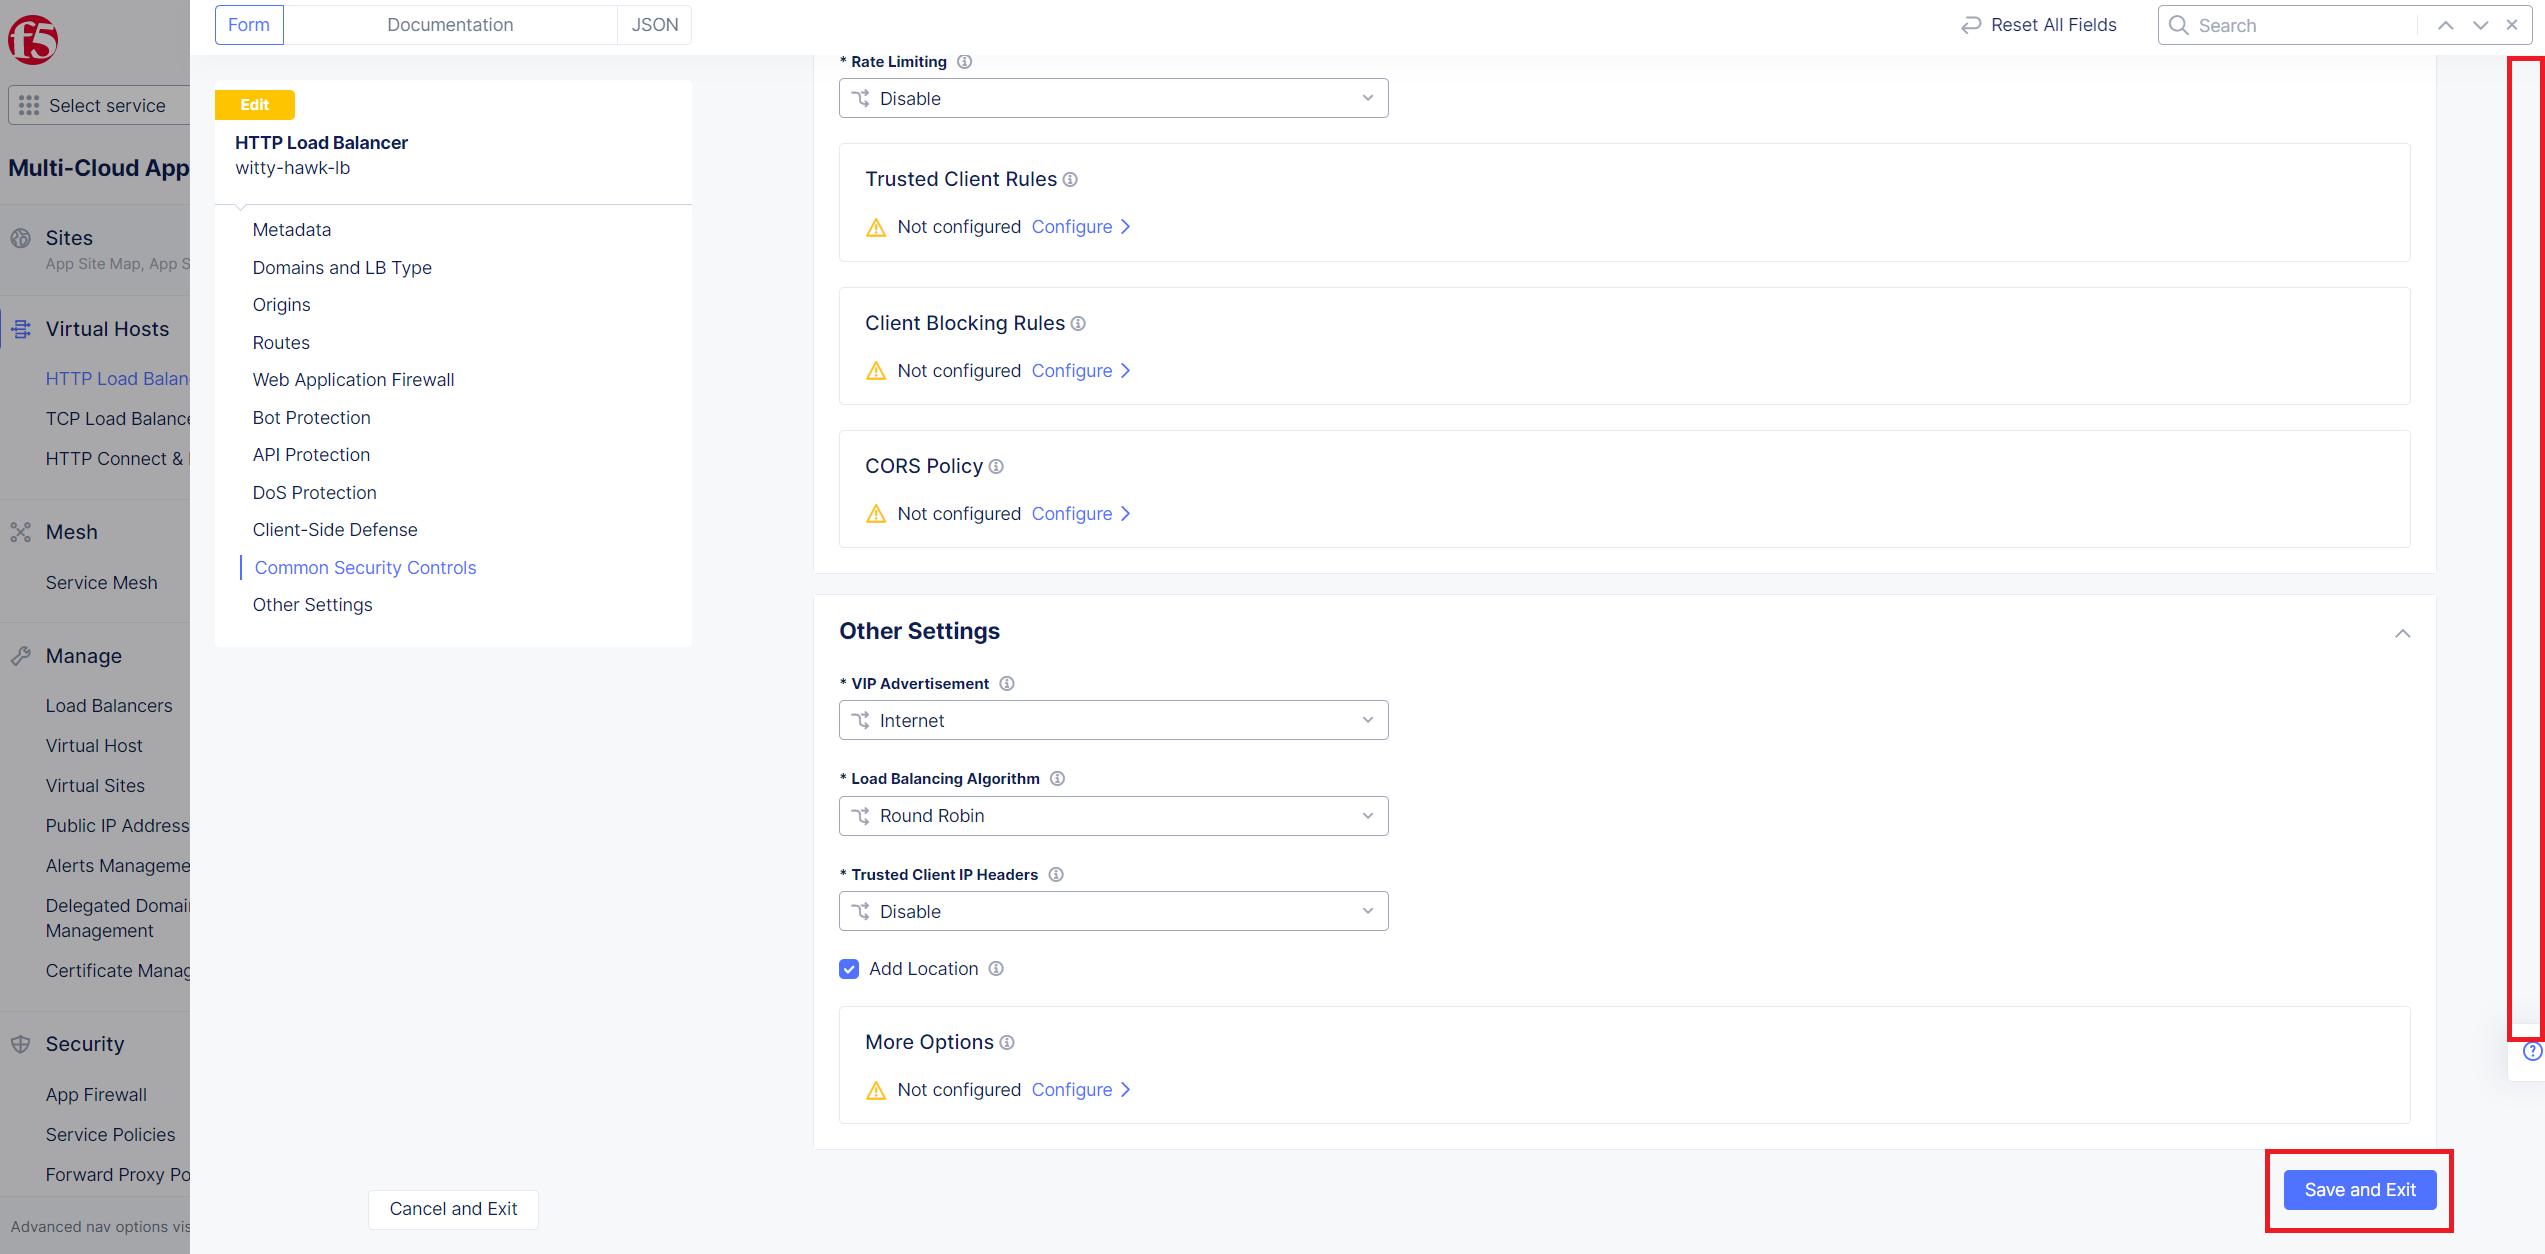 f5
Select service
Multi-Cloud App
Sites
App Site Map, App S
Virtual Hosts
HTTP Load Balan
TCP Load Balance
HTTP Connect &
Mesh
Service Mesh
Manage
Load Balancers
Virtual Host
Virtual Sites
Public IP Address
Alerts Manageme
Delegated Domai
Management
Certificate Manag
Security
App Firewall
Service Policies
Forward Proxy Po
Advanced nav options vis
Form
Documentation
JSON
Reset All Fields
Search
Edit
HTTP Load Balancer
witty-hawk-lb
Metadata
Domains and LB Type
Origins
Routes
Web Application Firewall
Bot Protection
API Protection
DoS Protection
Client-Side Defense
Common Security Controls
Other Settings
Cancel and Exit
* Rate Limiting
Disable
Trusted Client Rules
Not configured Configure
Client Blocking Rules
Not configured Configure
CORS Policy
Not configured Configure
Other Settings
* VIP Advertisement
Internet
* Load Balancing Algorithm
Round Robin
* Trusted Client IP Headers
Disable
Add Location
More Options
Not configured Configure
Save and Exit